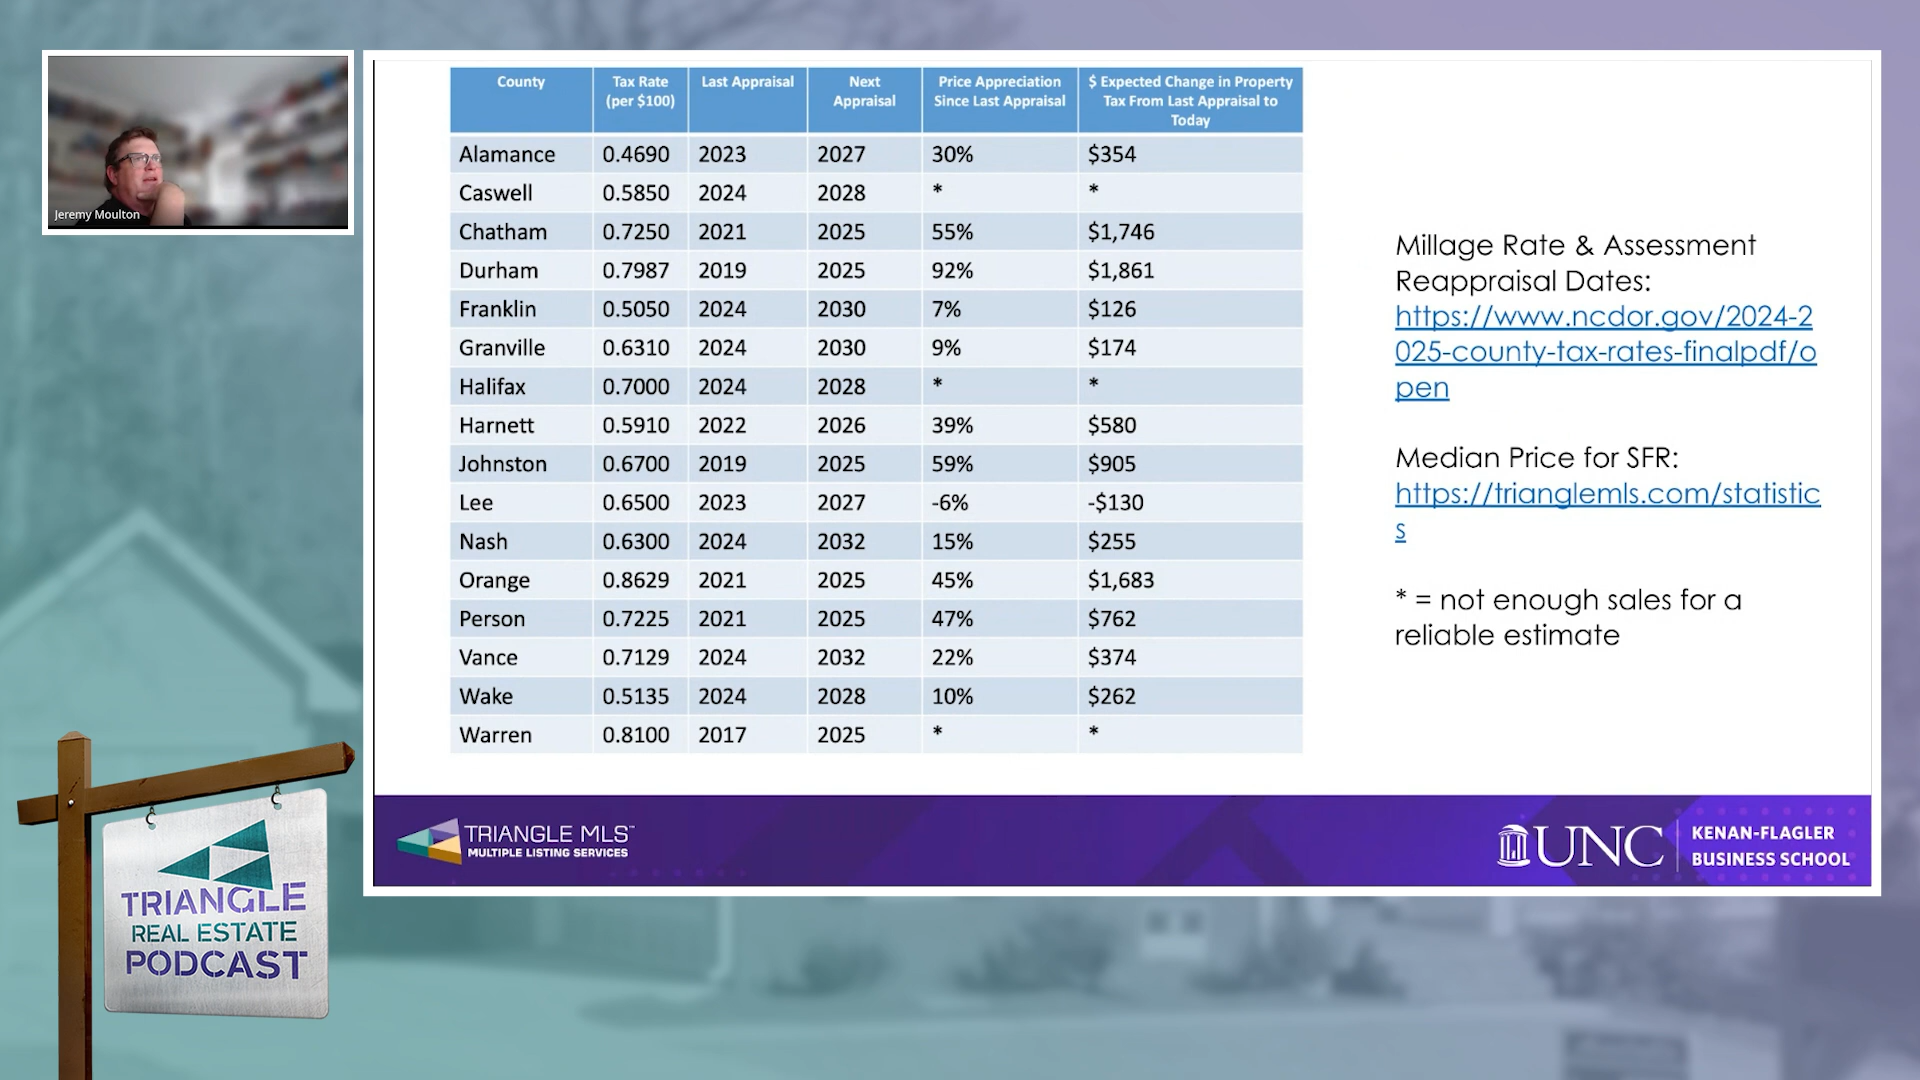 Jeremy Moulton
County Tax Rate (per $100) Last Appraisal Next Appraisal Price Appreciation Since Last Appraisal $ Expected Change in Property Tax From Last Appraisal to Today
Alamance 0.4690 2023 2027 30% $354
Caswell 0.5850 2024 2028 * *
Chatham 0.7250 2021 2025 55% $1,746
Durham 0.7987 2019 2025 92% $1,861
Franklin 0.5050 2024 2030 7% $126
Granville 0.6310 2024 2030 9% $174
Halifax 0.7000 2024 2028 * *
Harnett 0.5910 2022 2026 39% $580
Johnston 0.6700 2019 2025 59% $905
Lee 0.6500 2023 2027 -6% -$130
Nash 0.6300 2024 2032 15% $255
Orange 0.8629 2021 2025 45% $1,683
Person 0.7225 2021 2025 47% $762
Vance 0.7129 2024 2032 22% $374
Wake 0.5135 2024 2028 10% $262
Warren 0.8100 2017 2025 * *
Millage Rate & Assessment
Reappraisal Dates:
https://www.ncdor.gov/2024-2
025-county-tax-rates-finalpdf/o
pen
Median Price for SFR:
https://trianglemls.com/statistic
s
* = not enough sales for a
reliable estimate
TRIANGLE MLS™
MULTIPLE LISTING SERVICES
UNC
KENAN-FLAGLER
BUSINESS SCHOOL
TRIANGLE
REAL ESTATE
PODCAST